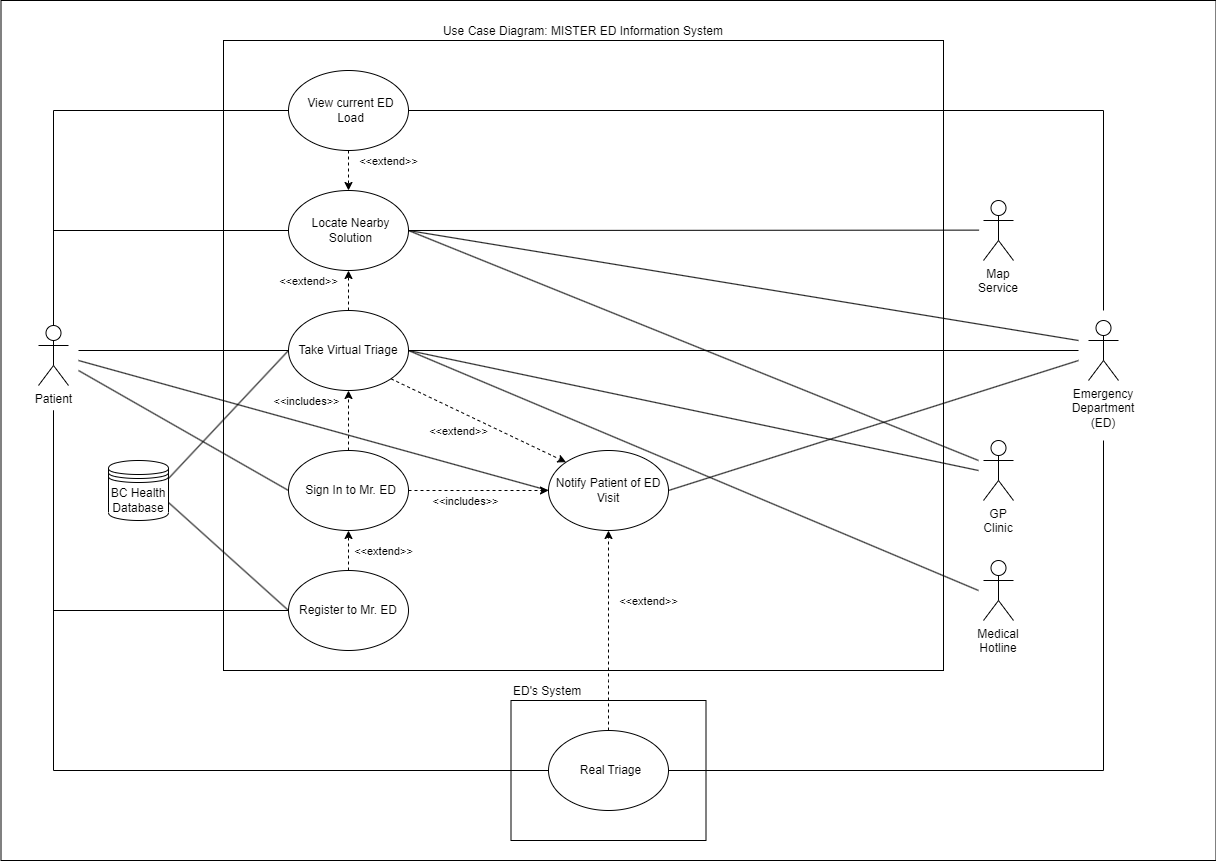 Use Case Diagram: MISTER ED Information System
View current ED
Load
<<extend>>
Locate Nearby
Solution
Map
Service
<<extend>>
Take Virtual Triage
Patient
Emergency
Department
(ED)
<<includes>>
<<extend>>
BC Health
Database
Sign In to Mr. ED
<<includes>>
Notify Patient of ED
Visit
GP
Clinic
<<extend>>
Register to Mr. ED
<<extend>>
Medical
Hotline
ED's System
Real Triage